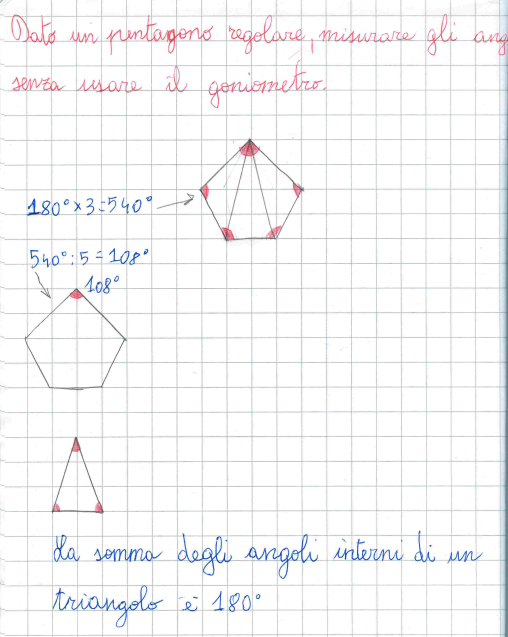 Dato un pentagono regolare, misurare gli ang
senza usare il goniometro.
180° × 3 = 540°
540° : 5 = 108°
108°
La somma degli angoli interni di un
triangolo è 180°